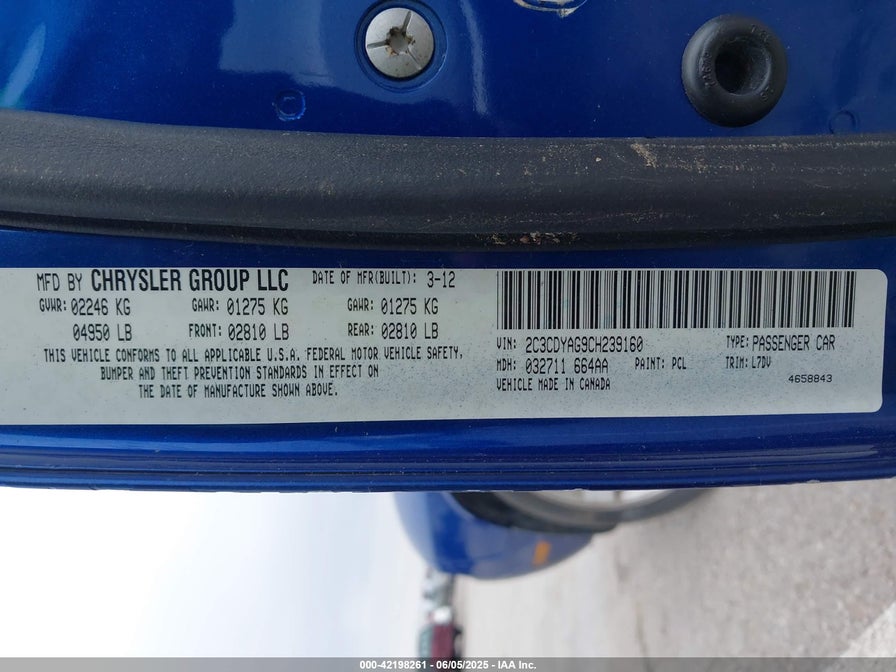 MFD BY CHRYSLER GROUP LLC DATE OF MFR(BUILT): 3-12
GVWR: 02246 KG GAWR: 01275 KG GAWR: 01275 KG
04950 LB FRONT: 02810 LB REAR: 02810 LB
THIS VEHICLE CONFORMS TO ALL APPLICABLE U.S.A. FEDERAL MOTOR VEHICLE SAFETY,
BUMPER AND THEFT PREVENTION STANDARDS IN EFFECT ON
THE DATE OF MANUFACTURE SHOWN ABOVE.
VIN: 2C3CDYAG9CH239160 TYPE: PASSENGER CAR
MDH: 032711 664AA PAINT: PCL TRIM: L7DV
VEHICLE MADE IN CANADA 4658843
000-42198261 - 06/05/2025 - IAA Inc.